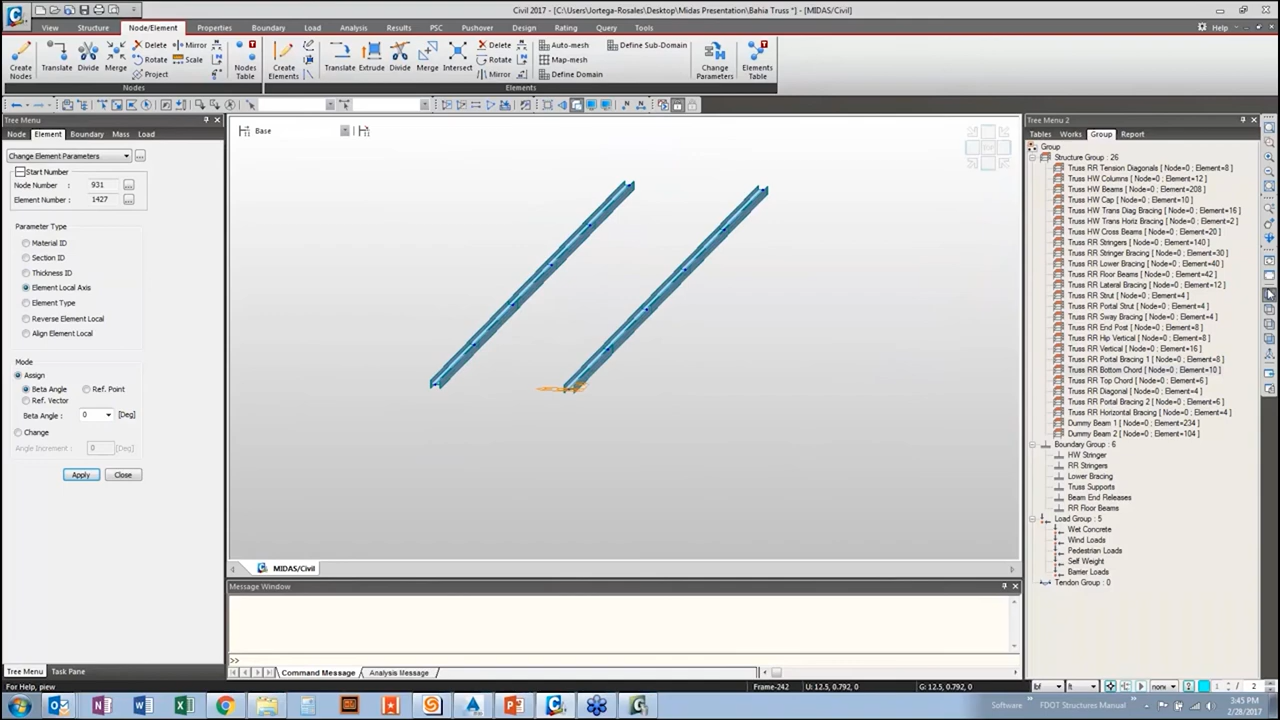 Civil 2017 - [C:\Users\Jortega-Rosales\Desktop\Midas Presentation\Bahia Truss *] - [MIDAS/Civil]
View Structure Node/Element Properties Boundary Load Analysis Results PSC Pushover Design Rating Query Tools
Help
Create Nodes
Translate
Divide
Merge
Delete
Rotate
Project
Mirror
Scale
Nodes Table
Create Elements
Translate
Extrude
Divide
Merge
Intersect
Delete
Rotate
Mirror
Auto-mesh
Map-mesh
Define Domain
Define Sub-Domain
Change Parameters
Elements Table
Nodes
Elements
Tree Menu
Node Element Boundary Mass Load
Change Element Parameters
Start Number
Node Number : 931
Element Number : 1427
Parameter Type
Material ID
Section ID
Thickness ID
Element Local Axis
Element Type
Reverse Element Local
Align Element Local
Mode
Assign
Beta Angle Ref. Point
Ref. Vector
Beta Angle : 0 [Deg]
Change
Angle Increment : 0 [Deg]
Apply Close
Tree Menu Task Pane
Base
MIDAS/Civil
Message Window
>>
Command Message Analysis Message
Tree Menu 2
Tables Works Group Report
Group
Structure Group : 26
Truss RR Tension Diagonals [ Node=0 ; Element=8 ]
Truss HW Columns [ Node=0 ; Element=12 ]
Truss HW Beams [ Node=0 ; Element=208 ]
Truss HW Cap [ Node=0 ; Element=10 ]
Truss HW Trans Diag Bracing [ Node=0 ; Element=16 ]
Truss HW Trans Horiz Bracing [ Node=0 ; Element=2 ]
Truss HW Cross Beams [ Node=0 ; Element=20 ]
Truss RR Stringers [ Node=0 ; Element=140 ]
Truss RR Stringer Bracing [ Node=0 ; Element=30 ]
Truss RR Lower Bracing [ Node=0 ; Element=40 ]
Truss RR Floor Beams [ Node=0 ; Element=42 ]
Truss RR Lateral Bracing [ Node=0 ; Element=12 ]
Truss RR Strut [ Node=0 ; Element=4 ]
Truss RR Portal Strut [ Node=0 ; Element=4 ]
Truss RR Sway Bracing [ Node=0 ; Element=4 ]
Truss RR End Post [ Node=0 ; Element=8 ]
Truss RR Hip Vertical [ Node=0 ; Element=8 ]
Truss RR Vertical [ Node=0 ; Element=16 ]
Truss RR Portal Bracing 1 [ Node=0 ; Element=8 ]
Truss RR Bottom Chord [ Node=0 ; Element=10 ]
Truss RR Top Chord [ Node=0 ; Element=6 ]
Truss RR Diagonal [ Node=0 ; Element=4 ]
Truss RR Portal Bracing 2 [ Node=0 ; Element=6 ]
Truss RR Horizontal Bracing [ Node=0 ; Element=4 ]
Dummy Beam 1 [ Node=0 ; Element=234 ]
Dummy Beam 2 [ Node=0 ; Element=104 ]
Boundary Group : 6
HW Stringer
RR Stringers
Lower Bracing
Truss Supports
Beam End Releases
RR Floor Beams
Load Group : 5
Wet Concrete
Wind Loads
Pedestrian Loads
Self Weight
Barrier Loads
Tendon Group : 0
For Help, piew
Frame-242
U: 12.5, 0.792, 0
G: 12.5, 0.792, 0
lbf ft
none
1 / 2
Software
FDOT Structures Manual
3:45 PM
2/28/2017